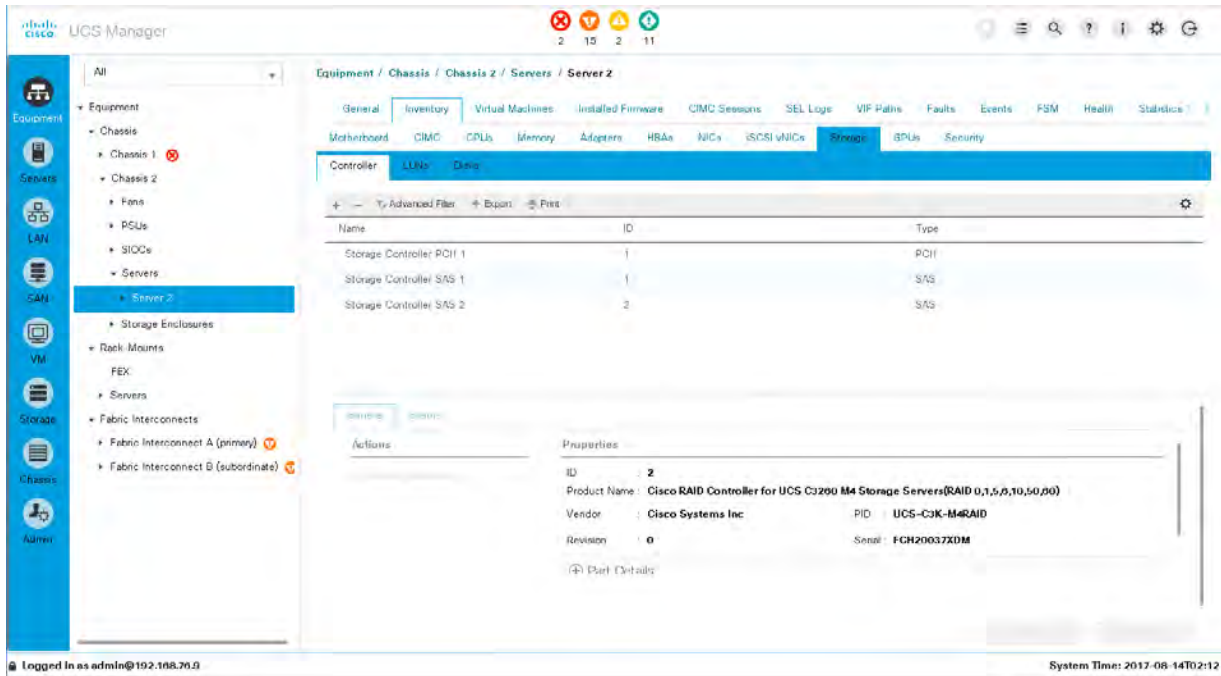 cisco UCS Manager
2 15 2 11
Equipment
Servers
LAN
SAN
VM
Storage
Chassis
Admin
All
Equipment
Chassis
Chassis 1
Chassis 2
Fans
PSUs
SIOCs
Servers
Server 2
Storage Enclosures
Rack-Mounts
FEX
Servers
Fabric Interconnects
Fabric Interconnect A (primary)
Fabric Interconnect B (subordinate)
Equipment / Chassis / Chassis 2 / Servers / Server 2
General Inventory Virtual Machines Installed Firmware CIMC Sessions SEL Logs VIF Paths Faults Events FSM Health Statistics
Motherboard CIMC CPUs Memory Adapters HBAs NICs iSCSI vNICs Storage GPUs Security
Controller LUNs Disks
+ − Advanced Filter Export Print
Name ID Type
Storage Controller PCH 1 1 PCH
Storage Controller SAS 1 1 SAS
Storage Controller SAS 2 2 SAS
General
Actions
Properties
ID : 2
Product Name : Cisco RAID Controller for UCS C3260 M4 Storage Servers(RAID 0,1,5,6,10,50,60)
Vendor : Cisco Systems Inc PID : UCS-C3K-M4RAID
Revision : 0 Serial : FCH20037XDM
Part Details
Logged in as admin@192.168.76.9
System Time: 2017-08-14T02:12